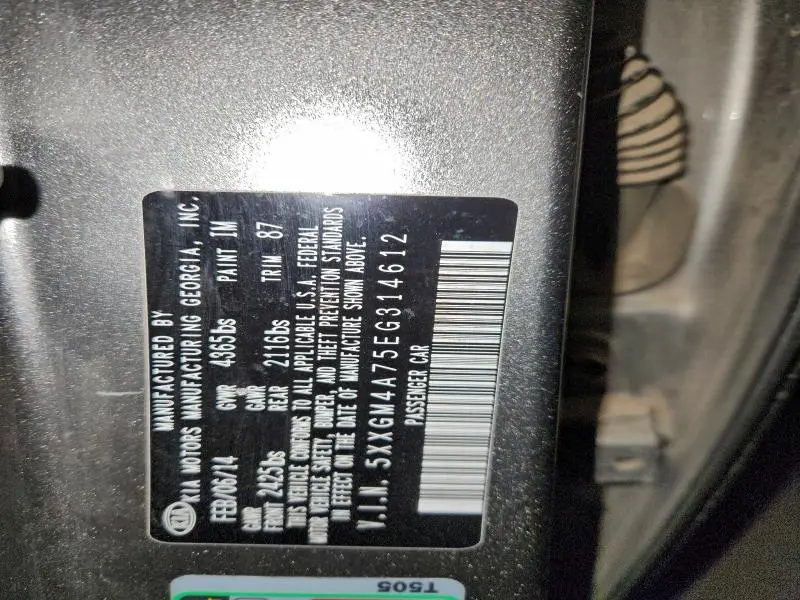 MANUFACTURED BY
KIA KIA MOTORS MANUFACTURING GEORGIA, INC.
FEB/06/14 GVWR 4365lbs PAINT IM
GAWR FRONT 2425lbs GAWR REAR 2116lbs TRIM 87
THIS VEHICLE CONFORMS TO ALL APPLICABLE U.S.A. FEDERAL
MOTOR VEHICLE SAFETY, BUMPER, AND THEFT PREVENTION STANDARDS
IN EFFECT ON THE DATE OF MANUFACTURE SHOWN ABOVE.
V.I.N. 5XXGM4A75EG314612
PASSENGER CAR
T505